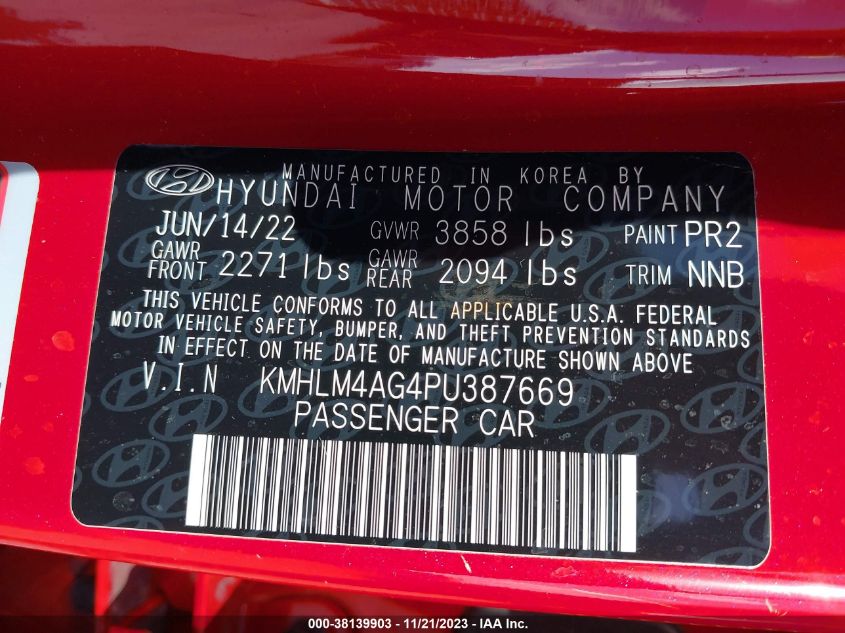 MANUFACTURED IN KOREA BY
HYUNDAI MOTOR COMPANY
JUN/14/22 GVWR 3858 lbs PAINT PR2
GAWR FRONT 2271 lbs GAWR REAR 2094 lbs TRIM NNB
THIS VEHICLE CONFORMS TO ALL APPLICABLE U.S.A. FEDERAL
MOTOR VEHICLE SAFETY, BUMPER, AND THEFT PREVENTION STANDARDS
IN EFFECT ON THE DATE OF MANUFACTURE SHOWN ABOVE
V.I.N KMHLM4AG4PU387669
PASSENGER CAR
000-38139903 - 11/21/2023 - IAA Inc.